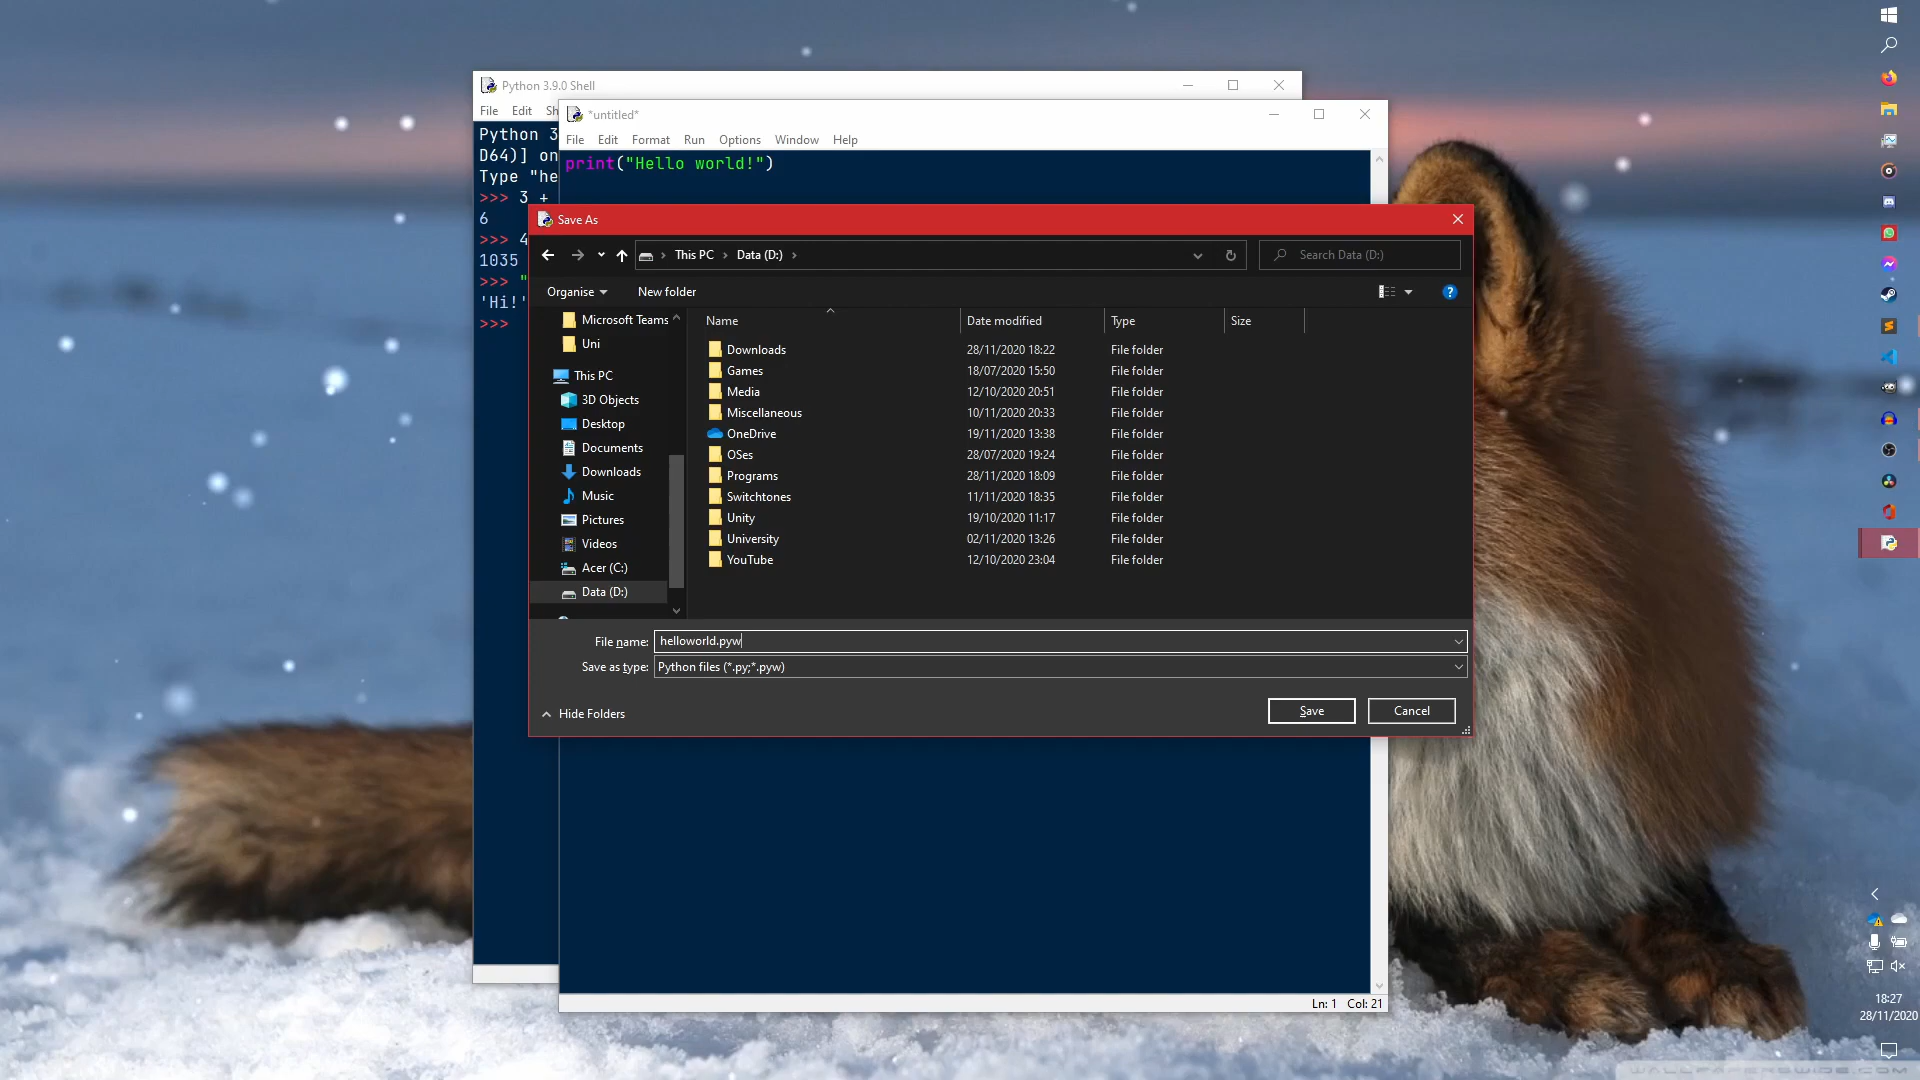 Python 3.9.0 Shell
File Edit Sh
Python 3
D64)] on
Type "he
>>> 3 +
6
>>> 4
1035
>>> "
'Hi!'
>>>
*untitled*
File Edit Format Run Options Window Help
print("Hello world!")
Save As
This PC Data (D:)
Search Data (D:)
Organise New folder
Microsoft Teams
Uni
This PC
3D Objects
Desktop
Documents
Downloads
Music
Pictures
Videos
Acer (C:)
Data (D:)
Name Date modified Type Size
Downloads 28/11/2020 18:22 File folder
Games 18/07/2020 15:50 File folder
Media 12/10/2020 20:51 File folder
Miscellaneous 10/11/2020 20:33 File folder
OneDrive 19/11/2020 13:38 File folder
OSes 28/07/2020 19:24 File folder
Programs 28/11/2020 18:09 File folder
Switchtones 11/11/2020 18:35 File folder
Unity 19/10/2020 11:17 File folder
University 02/11/2020 13:26 File folder
YouTube 12/10/2020 23:04 File folder
File name: helloworld.pyw
Save as type: Python files (*.py;*.pyw)
Hide Folders
Save Cancel
Ln: 1 Col: 21
18:27
28/11/2020